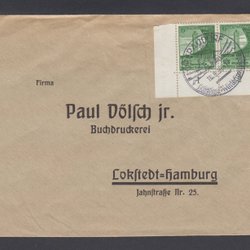 Firma
Paul Völsch jr.
Buchdruckerei
Lokstedt=Hamburg
Jahnstraße Nr. 25.